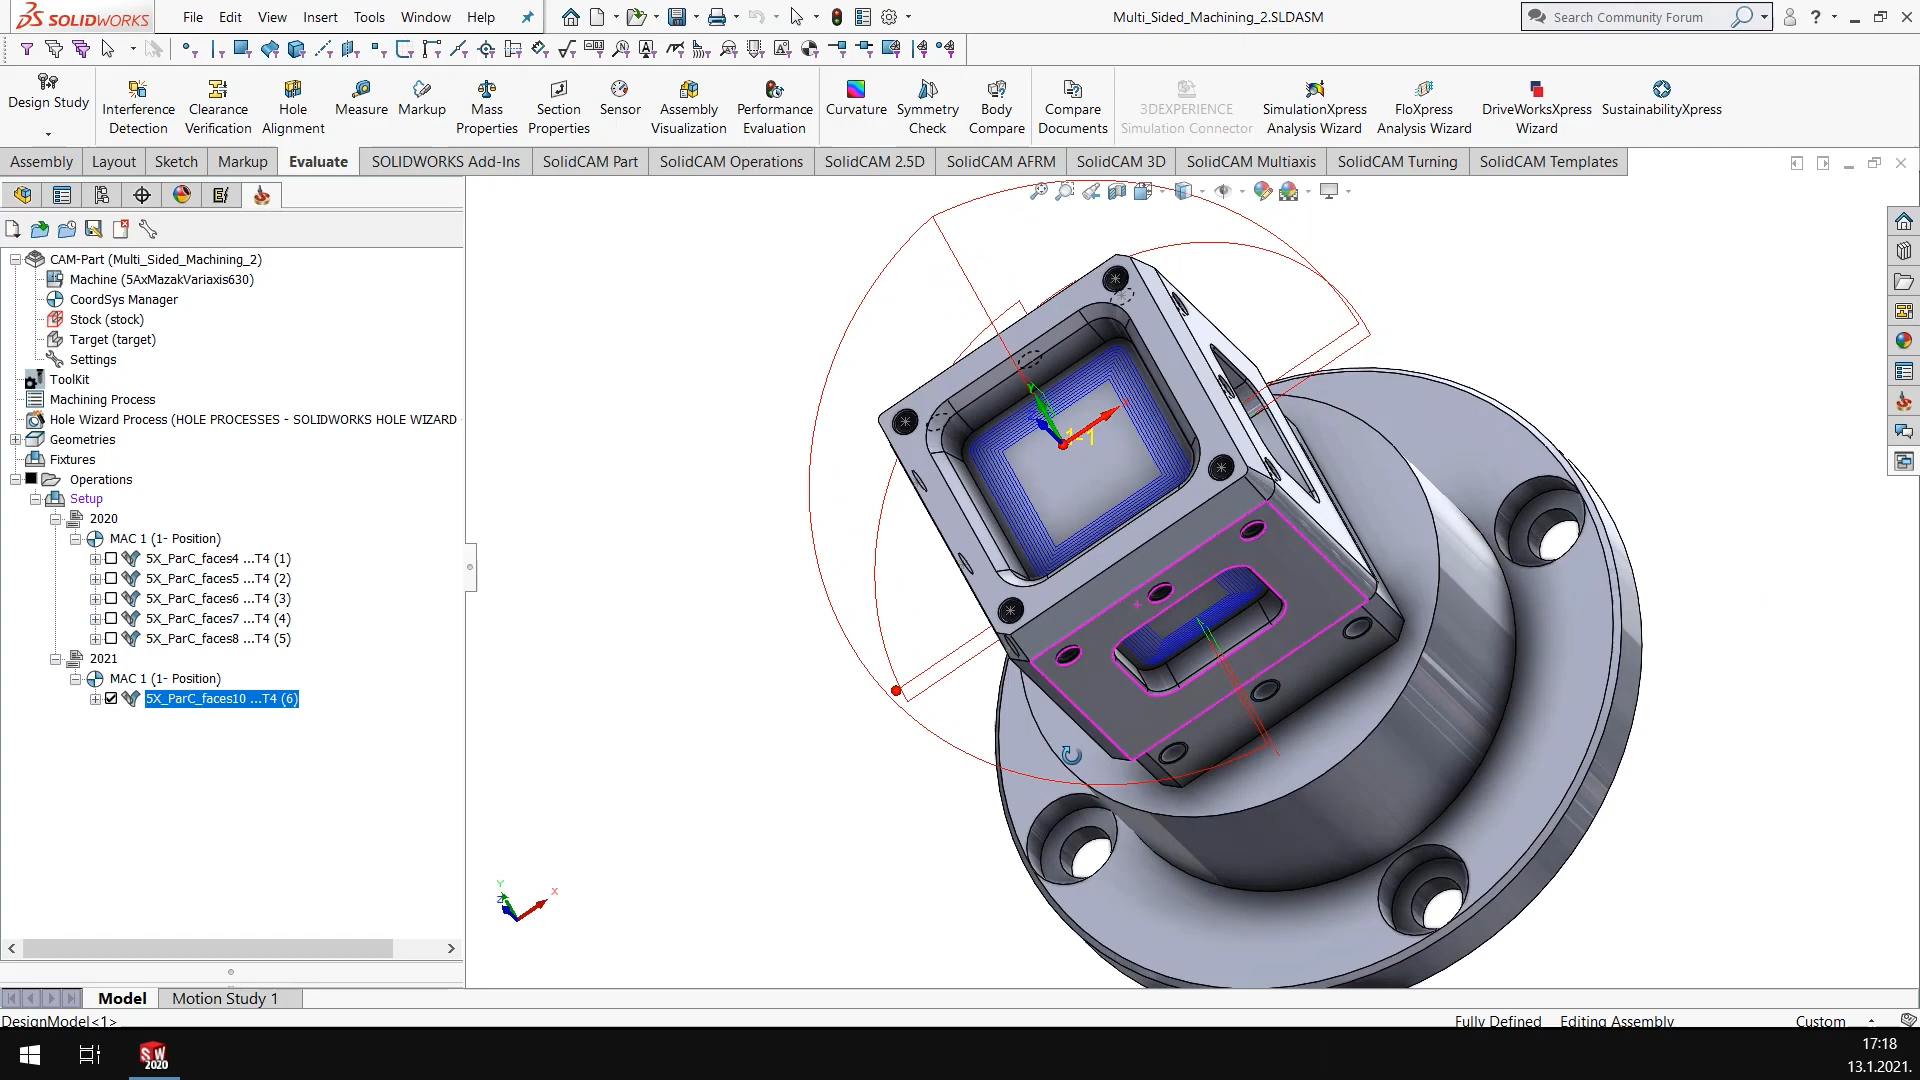 SOLIDWORKS
File Edit View Insert Tools Window Help
Multi_Sided_Machining_2.SLDASM
Search Community Forum
Design Study
Interference Detection
Clearance Verification
Hole Alignment
Measure
Markup
Mass Properties
Section Properties
Sensor
Assembly Visualization
Performance Evaluation
Curvature
Symmetry Check
Body Compare
Compare Documents
3DEXPERIENCE Simulation Connector
SimulationXpress Analysis Wizard
FloXpress Analysis Wizard
DriveWorksXpress Wizard
SustainabilityXpress
Assembly Layout Sketch Markup Evaluate SOLIDWORKS Add-Ins SolidCAM Part SolidCAM Operations SolidCAM 2.5D SolidCAM AFRM SolidCAM 3D SolidCAM Multiaxis SolidCAM Turning SolidCAM Templates
CAM-Part (Multi_Sided_Machining_2)
Machine (5AxMazakVariaxis630)
CoordSys Manager
Stock (stock)
Target (target)
Settings
ToolKit
Machining Process
Hole Wizard Process (HOLE PROCESSES - SOLIDWORKS HOLE WIZARD
Geometries
Fixtures
Operations
Setup
2020
MAC 1 (1- Position)
5X_ParC_faces4 ...T4 (1)
5X_ParC_faces5 ...T4 (2)
5X_ParC_faces6 ...T4 (3)
5X_ParC_faces7 ...T4 (4)
5X_ParC_faces8 ...T4 (5)
2021
MAC 1 (1- Position)
5X_ParC_faces10 ...T4 (6)
Y
X
1-1
Y
X
Z
Model Motion Study 1
DesignModel<1>
Fully Defined Editing Assembly Custom
SW 2020
17:18
13.1.2021.